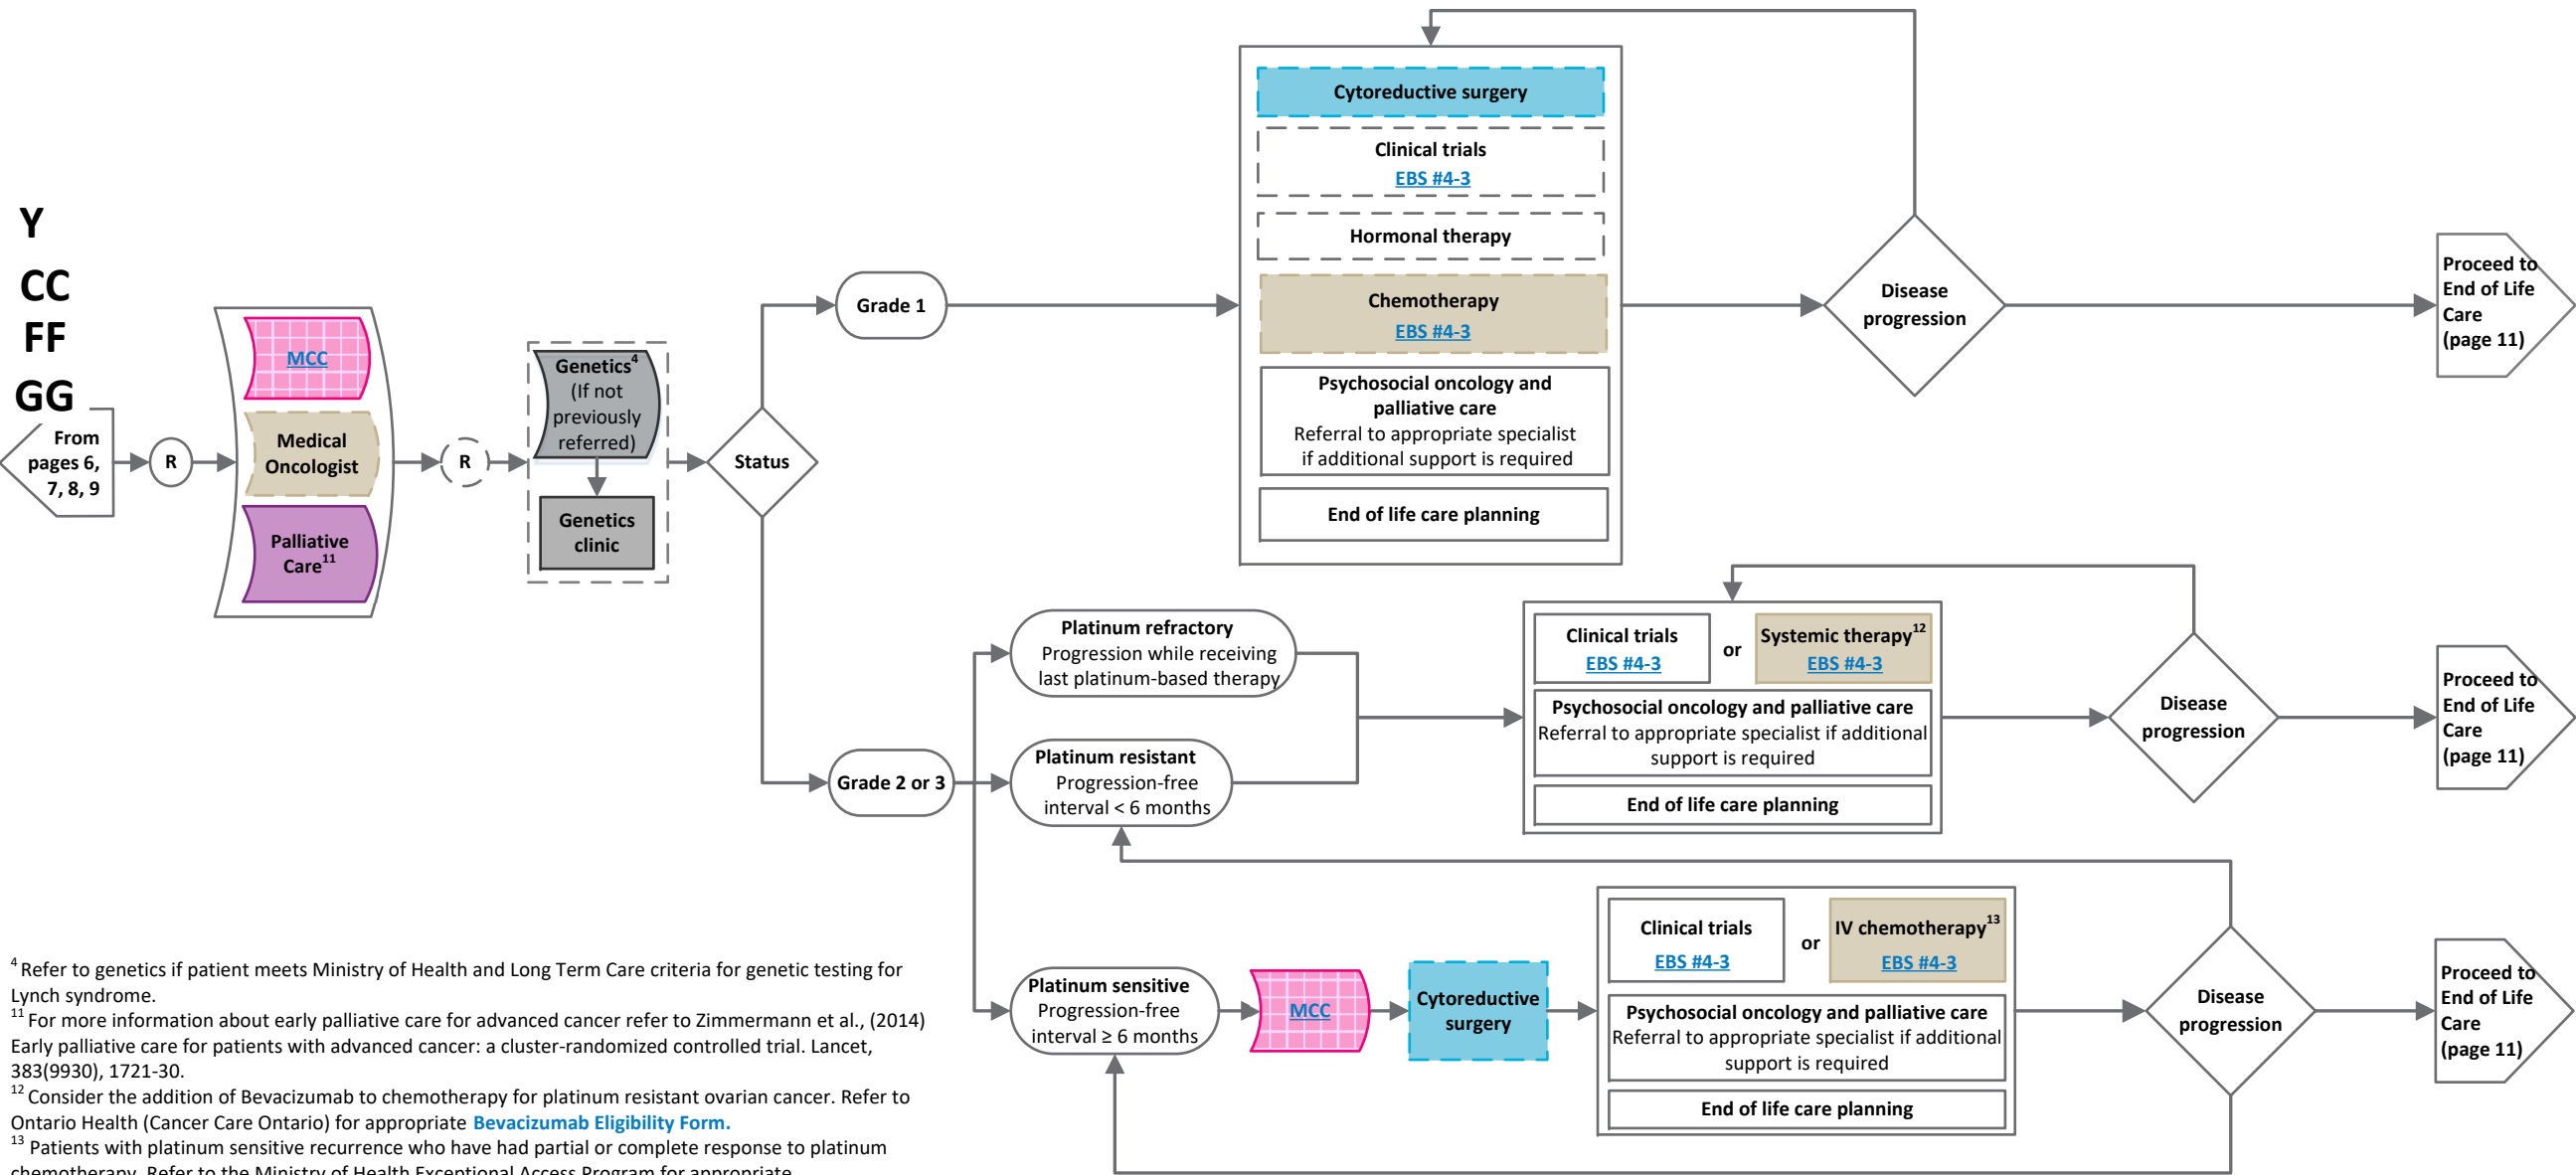 Y
CC
FF
GG
From
pages 6,
7, 8, 9
R
MCC
Medical
Oncologist
Palliative
Care11
R
Genetics4
(If not
previously
referred)
Genetics
clinic
Status
Grade 1
Cytoreductive surgery
Clinical trials
EBS #4-3
Hormonal therapy
Chemotherapy
EBS #4-3
Psychosocial oncology and
palliative care
Referral to appropriate specialist
if additional support is required
End of life care planning
Disease
progression
Proceed to
End of Life
Care
(page 11)
Grade 2 or 3
Platinum refractory
Progression while receiving
last platinum-based therapy
Platinum resistant
Progression-free
interval < 6 months
Clinical trials
EBS #4-3
or
Systemic therapy12
EBS #4-3
Psychosocial oncology and palliative care
Referral to appropriate specialist if additional
support is required
End of life care planning
Disease
progression
Proceed to
End of Life
Care
(page 11)
Platinum sensitive
Progression-free
interval ≥ 6 months
MCC
Cytoreductive
surgery
Clinical trials
EBS #4-3
or
IV chemotherapy13
EBS #4-3
Psychosocial oncology and palliative care
Referral to appropriate specialist if additional
support is required
End of life care planning
Disease
progression
Proceed to
End of Life
Care
(page 11)
4 Refer to genetics if patient meets Ministry of Health and Long Term Care criteria for genetic testing for
Lynch syndrome.
11 For more information about early palliative care for advanced cancer refer to Zimmermann et al., (2014)
Early palliative care for patients with advanced cancer: a cluster-randomized controlled trial. Lancet,
383(9930), 1721-30.
12 Consider the addition of Bevacizumab to chemotherapy for platinum resistant ovarian cancer. Refer to
Ontario Health (Cancer Care Ontario) for appropriate Bevacizumab Eligibility Form.
13 Patients with platinum sensitive recurrence who have had partial or complete response to platinum
chemotherapy. Refer to the Ministry of Health Exceptional Access Program for appropriate